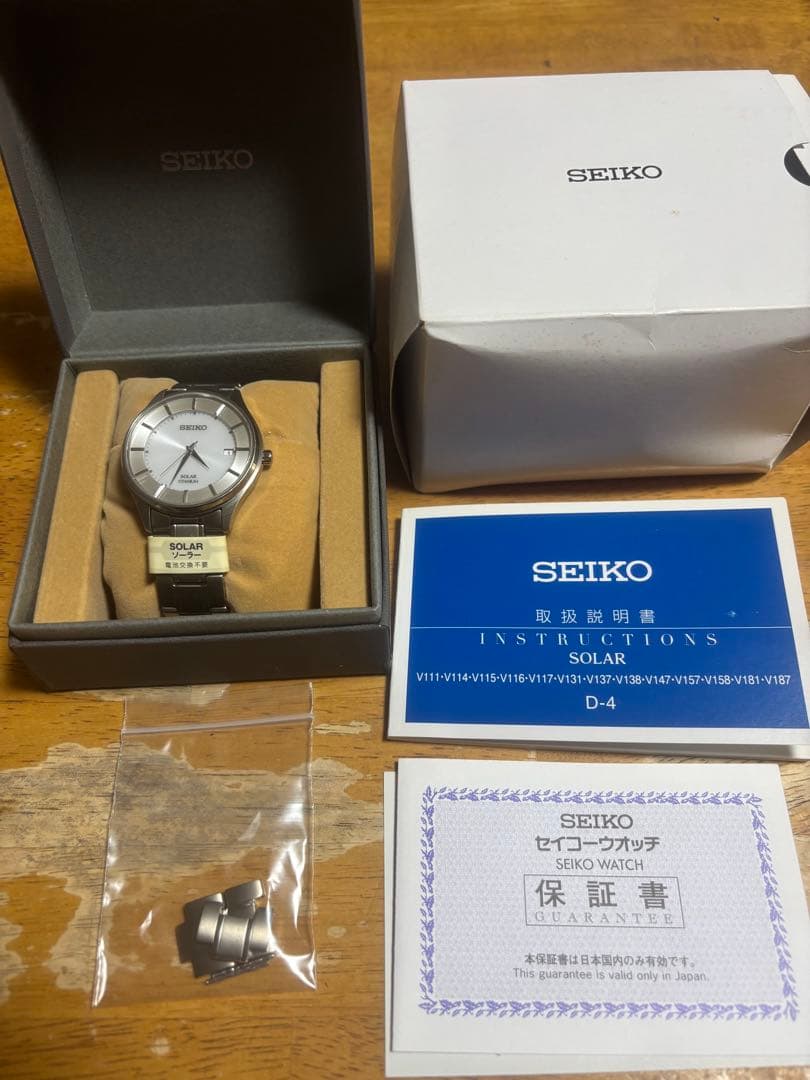 SEIKO
SEIKO
SEIKO
SOLAR
TITANIUM
SOLAR
ソーラー
電池交換不要
SEIKO
取扱説明書
INSTRUCTIONS
SOLAR
V111・V114・V115・V116・V117・V131・V137・V138・V147・V157・V158・V181・V187
D-4
SEIKO
セイコーウオッチ
SEIKO WATCH
保証書
GUARANTEE
本保証書は日本国内のみ有効です。
This guarantee is valid only in Japan.